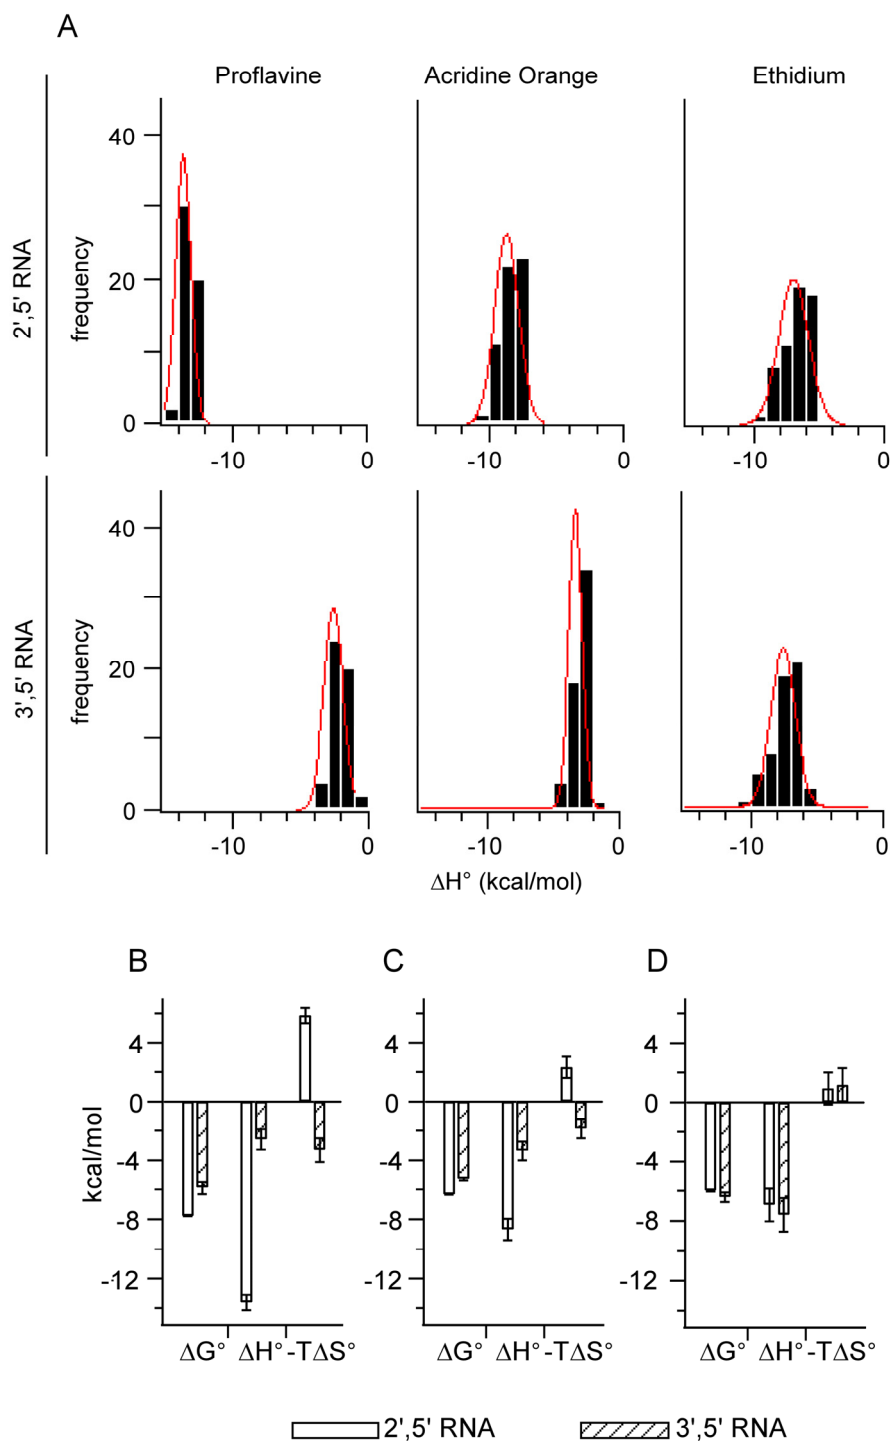 A
Proflavine Acridine Orange Ethidium
2',5' RNA
frequency
40
20
0
-10 0 -10 0 -10 0
3',5' RNA
frequency
40
20
0
-10 0 -10 0 -10 0
ΔH° (kcal/mol)
B C D
kcal/mol
4 4 4
0 0 0
-4 -4 -4
-8 -8 -8
-12 -12 -12
ΔG° ΔH° -TΔS° ΔG° ΔH° -TΔS° ΔG° ΔH° -TΔS°
2',5' RNA 3',5' RNA